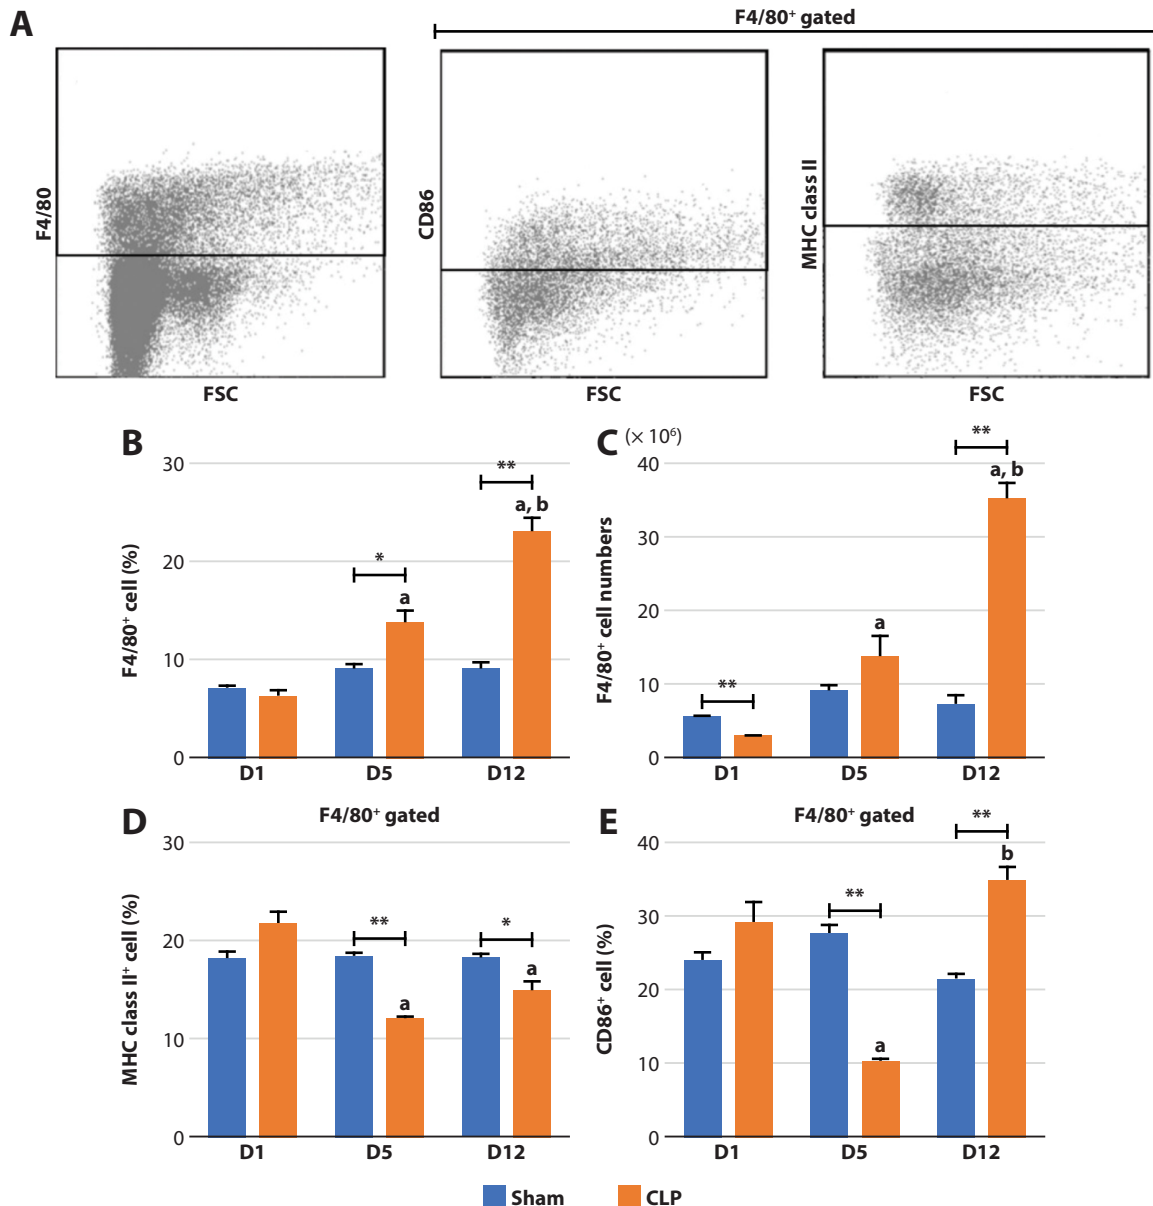 A
F4/80⁺ gated
F4/80
CD86
MHC class II
FSC
FSC
FSC
B
F4/80⁺ cell (%)
30
20
10
0
**
a, b
*
a
D1
D5
D12
C
(× 10⁶)
F4/80⁺ cell numbers
40
30
20
10
0
**
a, b
a
**
D1
D5
D12
D
F4/80⁺ gated
MHC class II⁺ cell (%)
30
20
10
0
**
*
a
a
D1
D5
D12
E
F4/80⁺ gated
CD86⁺ cell (%)
40
30
20
10
0
**
b
**
a
D1
D5
D12
Sham
CLP